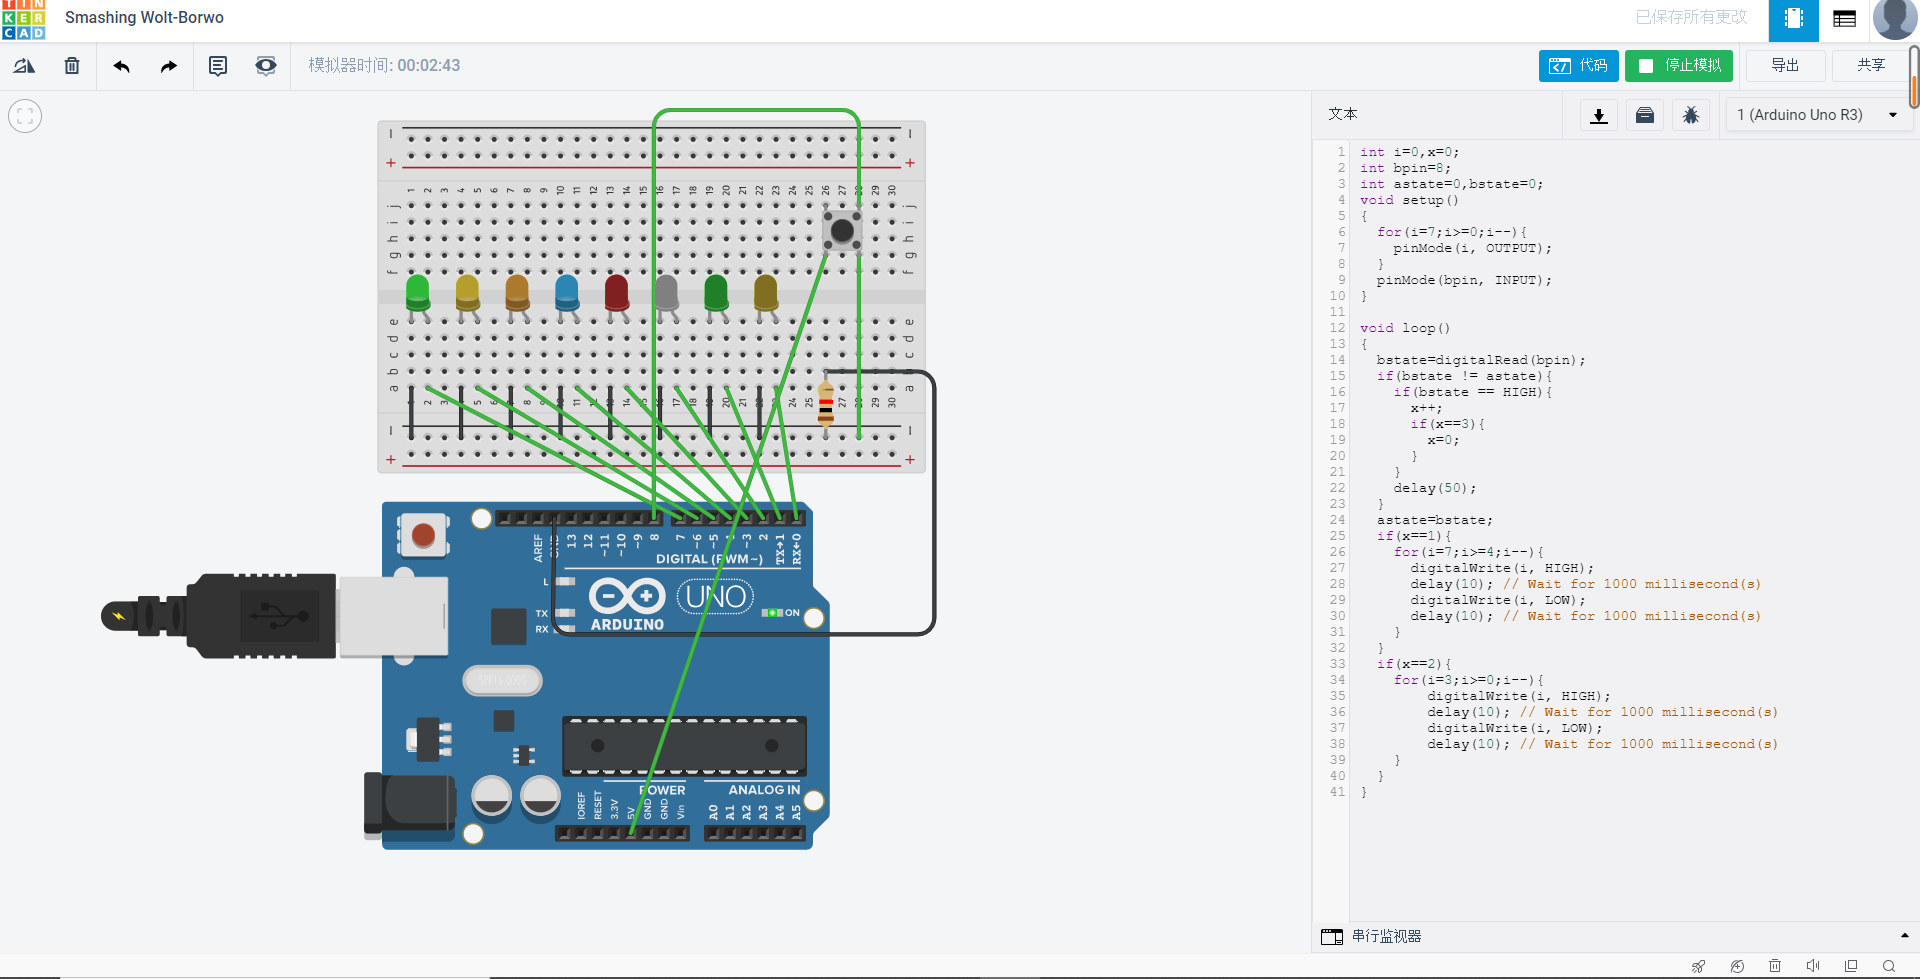 TIN
KER
CAD
Smashing Wolt-Borwo
已保存所有更改
模拟器时间: 00:02:43
代码
停止模拟
导出
共享
文本
1 (Arduino Uno R3)
1 int i=0,x=0;
2 int bpin=8;
3 int astate=0,bstate=0;
4 void setup()
5 {
6 for(i=7;i>=0;i--){
7 pinMode(i, OUTPUT);
8 }
9 pinMode(bpin, INPUT);
10 }
11
12 void loop()
13 {
14 bstate=digitalRead(bpin);
15 if(bstate != astate){
16 if(bstate == HIGH){
17 x++;
18 if(x==3){
19 x=0;
20 }
21 }
22 delay(50);
23 }
24 astate=bstate;
25 if(x==1){
26 for(i=7;i>=4;i--){
27 digitalWrite(i, HIGH);
28 delay(10); // Wait for 1000 millisecond(s)
29 digitalWrite(i, LOW);
30 delay(10); // Wait for 1000 millisecond(s)
31 }
32 }
33 if(x==2){
34 for(i=3;i>=0;i--){
35 digitalWrite(i, HIGH);
36 delay(10); // Wait for 1000 millisecond(s)
37 digitalWrite(i, LOW);
38 delay(10); // Wait for 1000 millisecond(s)
39 }
40 }
41 }
串行监视器
1 2 3 4 5 6 7 8 9 10 11 12 13 14 15 16 17 18 19 20 21 22 23 24 25 26 27 28 29 30
j j
i i
h h
g g
f f
e e
d d
c c
b
a a
AREF GND 13 12 ~11 ~10 ~9 8 7 ~6 ~5 ~3 2 TX→1 RX←0
DIGITAL (PWM~)
L
TX
RX
UNO
ON
ARDUINO
POWER
ANALOG IN
IOREF RESET 3.3V 5V GND GND Vin A0 A1 A2 A3 A4 A5